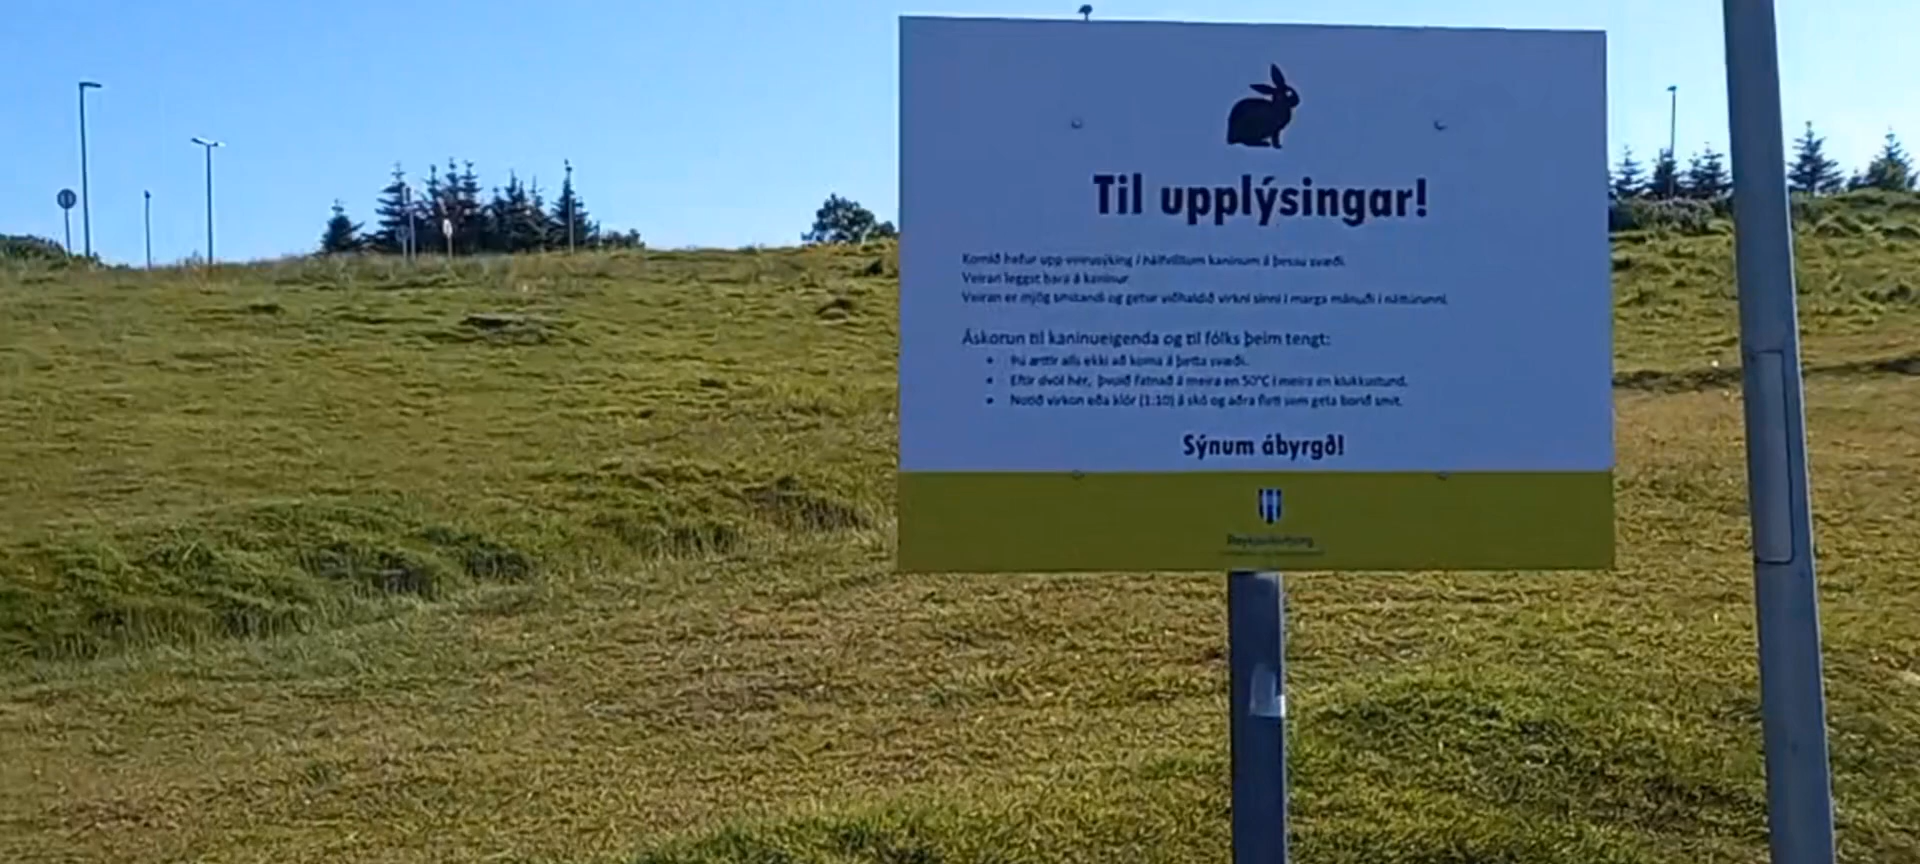 Til upplýsingar!
Komið hefur upp veirusýking í hálfvilltum kanínum á þessu svæði.
Veiran leggst bara á kanínur
Veiran er mjög smitandi og getur viðhaldið virkni sinni í marga mánuði í náttúrunni.
Áskorun til kanínueigenda og til fólks þeim tengt:
• Þú ættir alls ekki að koma á þetta svæði.
• Eftir dvöl hér, þvoið fatnað á meira en 50°C í meira en klukkustund.
• Notið virkon eða klór (1:10) á skó og aðra fleti sem geta borið smit.
Sýnum ábyrgð!
Reykjavíkurborg